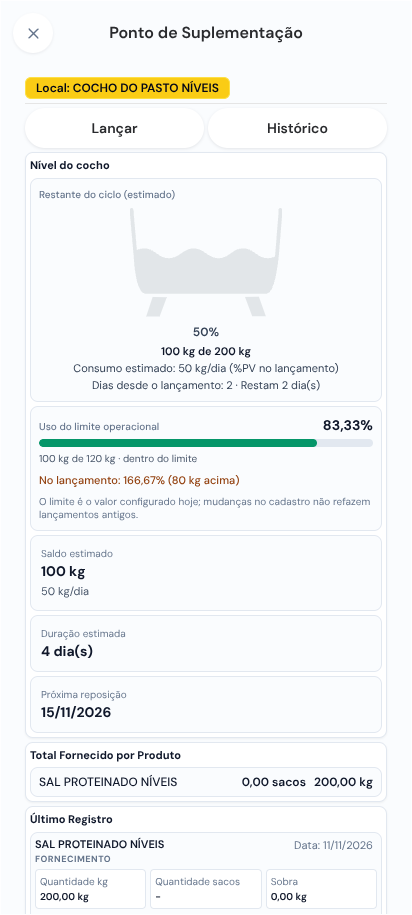 Ponto de Suplementação
Local: COCHO DO PASTO NÍVEIS
Lançar
Histórico
Nível do cocho
Restante do ciclo (estimado)
50%
100 kg de 200 kg
Consumo estimado: 50 kg/dia (%PV no lançamento)
Dias desde o lançamento: 2 · Restam 2 dia(s)
Uso do limite operacional
83,33%
100 kg de 120 kg · dentro do limite
No lançamento: 166,67% (80 kg acima)
O limite é o valor configurado hoje; mudanças no cadastro não refazem
lançamentos antigos.
Saldo estimado
100 kg
50 kg/dia
Duração estimada
4 dia(s)
Próxima reposição
15/11/2026
Total Fornecido por Produto
SAL PROTEINADO NÍVEIS
0,00 sacos 200,00 kg
Último Registro
SAL PROTEINADO NÍVEIS
Data: 11/11/2026
FORNECIMENTO
Quantidade kg
200,00 kg
Quantidade sacos
-
Sobra
0,00 kg